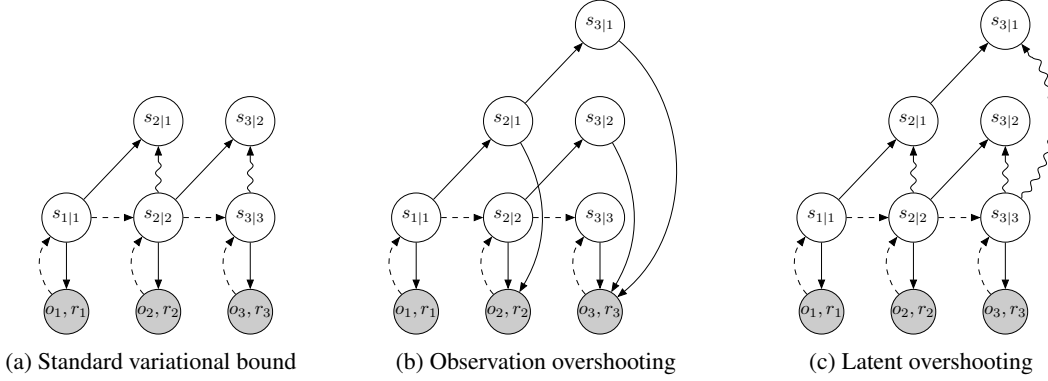 s3|1
s3|1
s2|1
s3|2
s2|1
s3|2
s2|1
s3|2
s1|1
s2|2
s3|3
s1|1
s2|2
s3|3
s1|1
s2|2
s3|3
o1, r1
o2, r2
o3, r3
o1, r1
o2, r2
o3, r3
o1, r1
o2, r2
o3, r3
(a) Standard variational bound
(b) Observation overshooting
(c) Latent overshooting